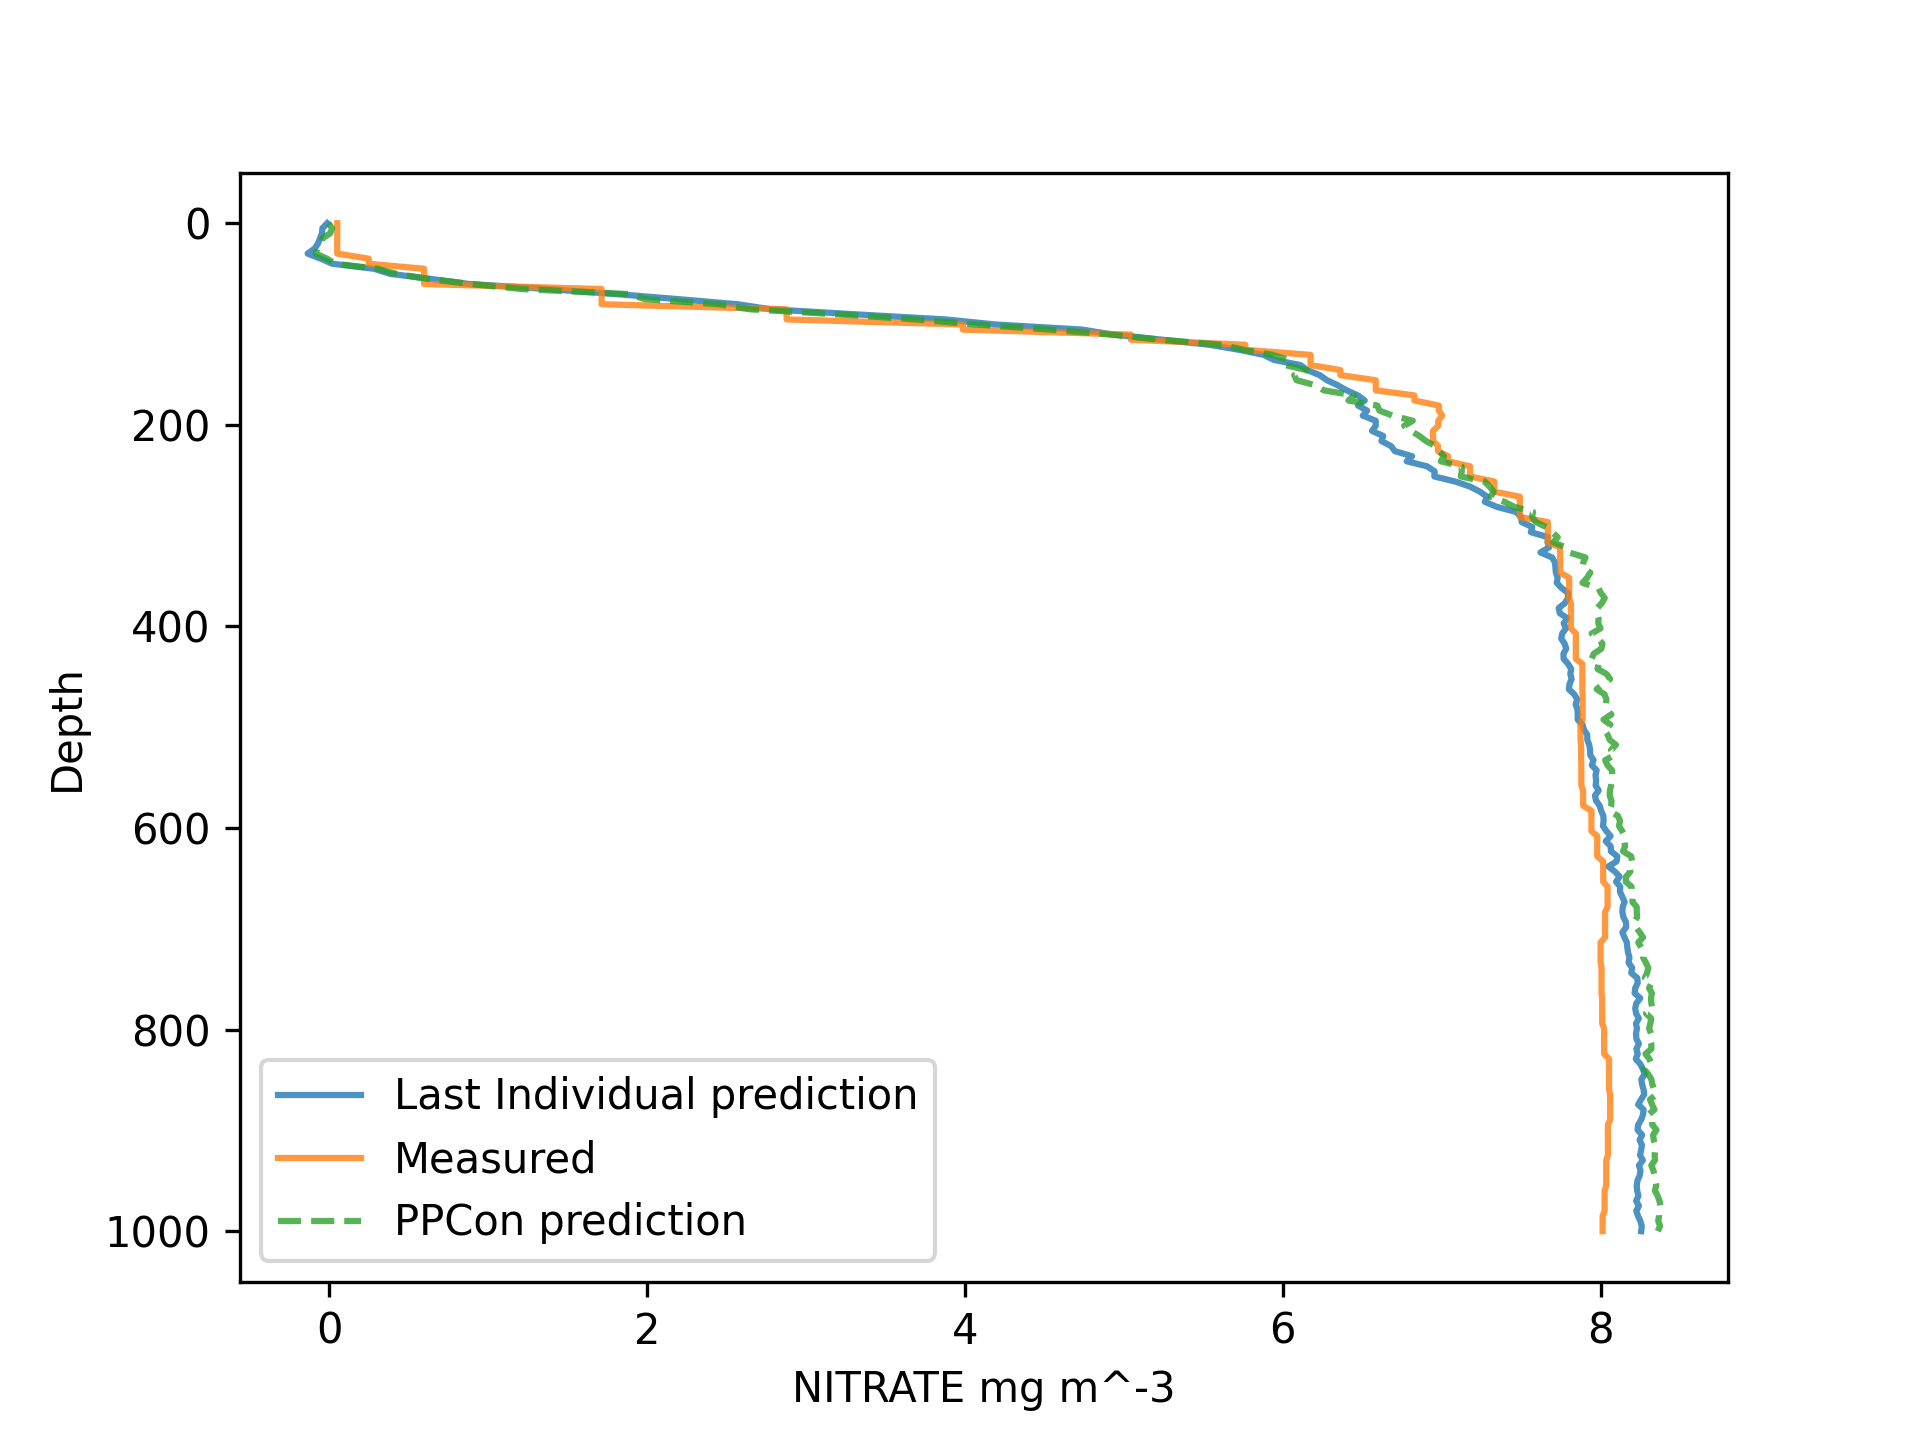 0
200
400
600
800
1000
Depth
Last Individual prediction
Measured
PPCon prediction
0 2 4 6 8
NITRATE mg m^-3